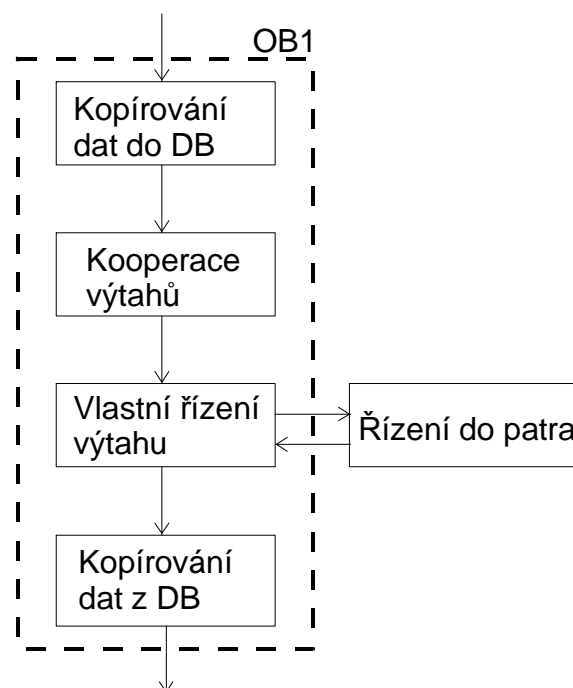 OB1
Kopírování
dat do DB
Kooperace
výtahů
Vlastní řízení
výtahu
Řízení do patra
Kopírování
dat z DB